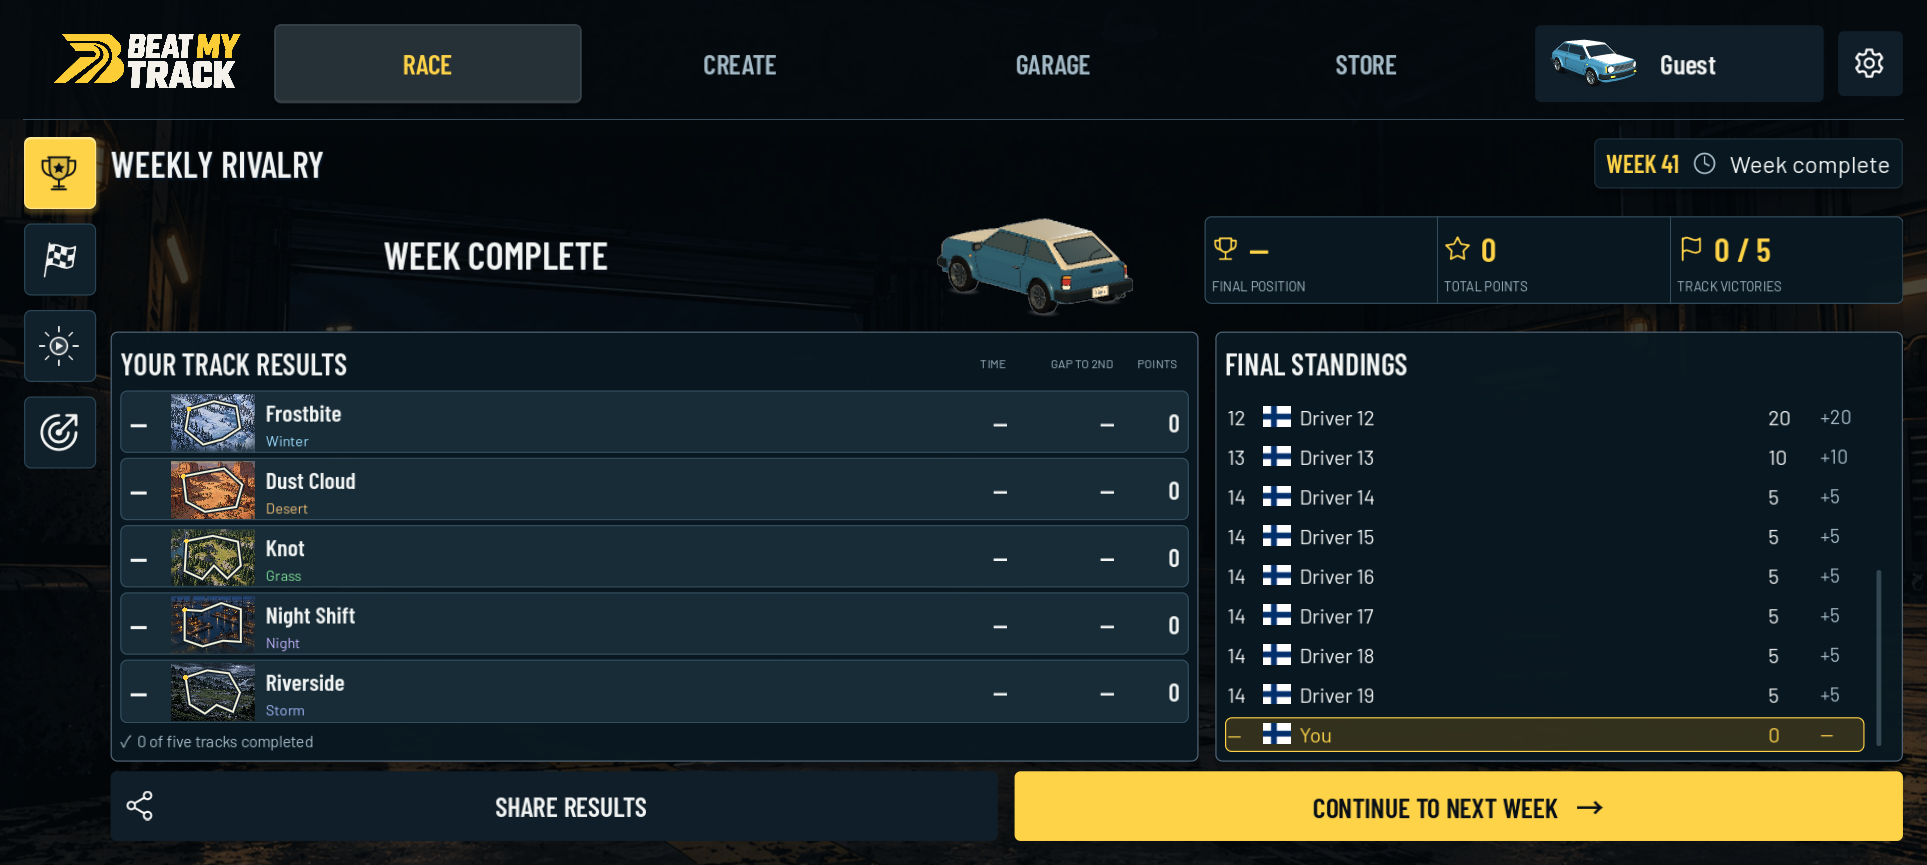 BEAT MY TRACK
RACE
CREATE
GARAGE
STORE
Guest
WEEKLY RIVALRY
WEEK 41 Week complete
WEEK COMPLETE
– FINAL POSITION
0 TOTAL POINTS
0 / 5 TRACK VICTORIES
YOUR TRACK RESULTS TIME GAP TO 2ND POINTS
– Frostbite – – 0
Winter
– Dust Cloud – – 0
Desert
– Knot – – 0
Grass
– Night Shift – – 0
Night
– Riverside – – 0
Storm
✓ 0 of five tracks completed
FINAL STANDINGS
12 Driver 12 20 +20
13 Driver 13 10 +10
14 Driver 14 5 +5
14 Driver 15 5 +5
14 Driver 16 5 +5
14 Driver 17 5 +5
14 Driver 18 5 +5
14 Driver 19 5 +5
– You 0 –
SHARE RESULTS
CONTINUE TO NEXT WEEK →